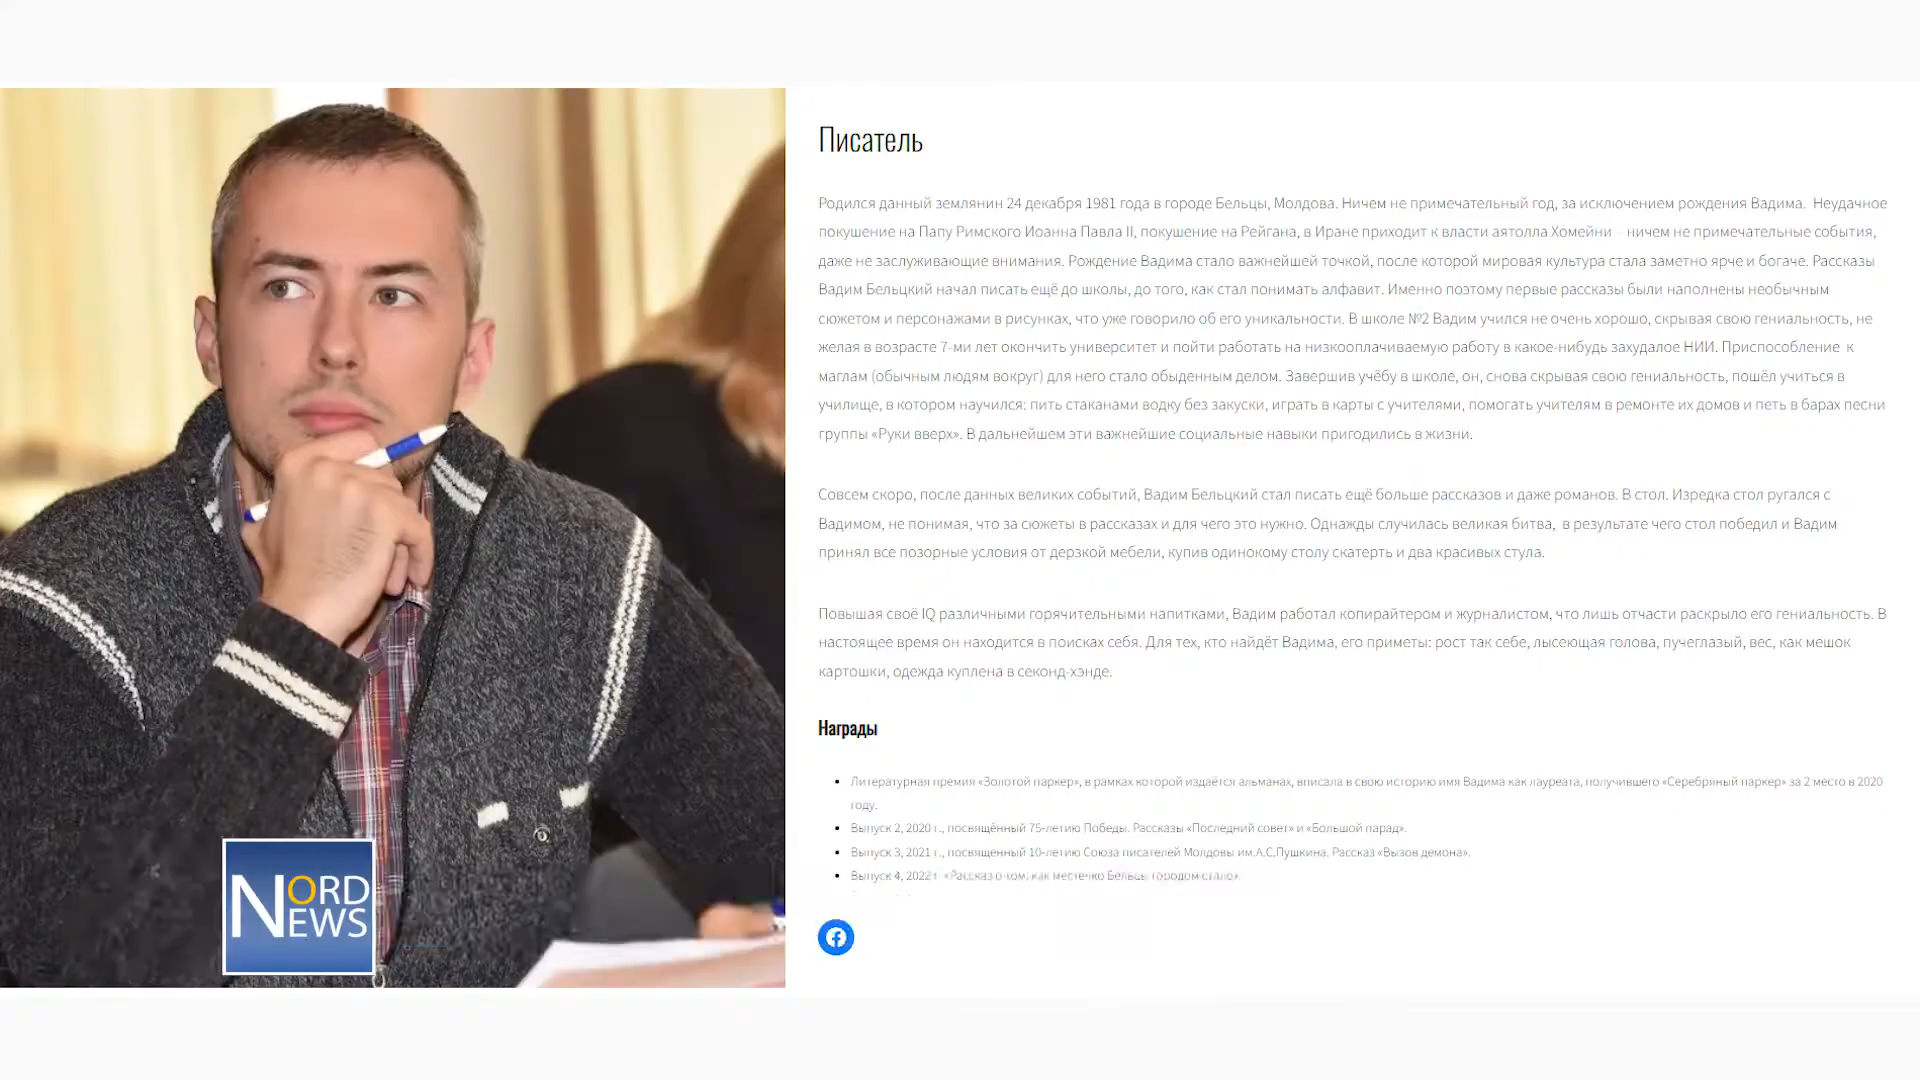 Писатель
Родился данный землянин 24 декабря 1981 года в городе Бельцы, Молдова. Ничем не примечательный год, за исключением рождения Вадима. Неудачное
покушение на Папу Римского Иоанна Павла II, покушение на Рейгана, в Иране приходит к власти аятолла Хомейни – ничем не примечательные события,
даже не заслуживающие внимания. Рождение Вадима стало важнейшей точкой, после которой мировая культура стала заметно ярче и богаче. Рассказы
Вадим Бельцкий начал писать ещё до школы, до того, как стал понимать алфавит. Именно поэтому первые рассказы были наполнены необычным
сюжетом и персонажами в рисунках, что уже говорило об его уникальности. В школе №2 Вадим учился не очень хорошо, скрывая свою гениальность, не
желая в возрасте 7-ми лет окончить университет и пойти работать на низкооплачиваемую работу в какое-нибудь захудалое НИИ. Приспособление к
маглам (обычным людям вокруг) для него стало обыденным делом. Завершив учёбу в школе, он, снова скрывая свою гениальность, пошёл учиться в
училище, в котором научился: пить стаканами водку без закуски, играть в карты с учителями, помогать учителям в ремонте их домов и петь в барах песни
группы «Руки вверх». В дальнейшем эти важнейшие социальные навыки пригодились в жизни.
Совсем скоро, после данных великих событий, Вадим Бельцкий стал писать ещё больше рассказов и даже романов. В стол. Изредка стол ругался с
Вадимом, не понимая, что за сюжеты в рассказах и для чего это нужно. Однажды случилась великая битва, в результате чего стол победил и Вадим
принял все позорные условия от дерзкой мебели, купив одинокому столу скатерть и два красивых стула.
Повышая своё IQ различными горячительными напитками, Вадим работал копирайтером и журналистом, что лишь отчасти раскрыло его гениальность. В
настоящее время он находится в поисках себя. Для тех, кто найдёт Вадима, его приметы: рост так себе, лысеющая голова, пучеглазый, вес, как мешок
картошки, одежда куплена в секонд-хэнде.
Награды
Литературная премия «Золотой паркер», в рамках которой издаётся альманах, вписала в свою историю имя Вадима как лауреата, получившего «Серебряный паркер» за 2 место в 2020
году.
Выпуск 2, 2020 г., посвящённый 75-летию Победы. Рассказы «Последний совет» и «Большой парад».
Выпуск 3, 2021 г., посвященный 10-летию Союза писателей Молдовы им.А.С.Пушкина. Рассказ «Вызов демона».
Выпуск 4, 2022 г. «Рассказ о том, как местечко Бельцы городом стало».
NORD
NEWS